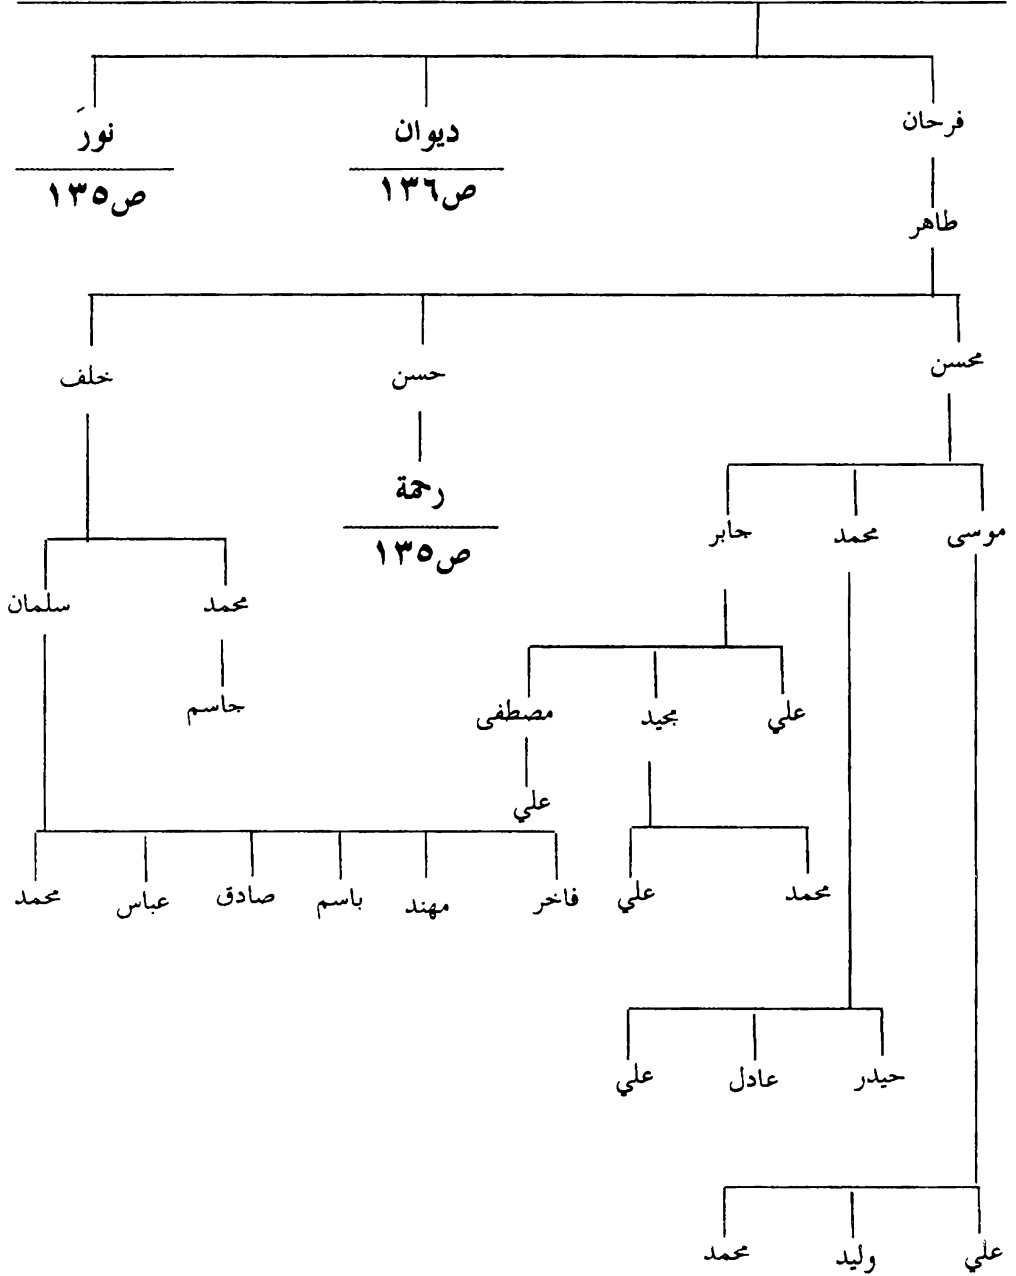 فرحان
ديوان
نور
ص١٣٦
ص١٣٥
طاهر
محسن
حسن
خلف
رحمة
ص١٣٥
موسى
محمد
جابر
محمد
سلمان
علي
مجيد
مصطفى
جاسم
علي
محمد
علي
فاخر
مهند
باسم
صادق
عباس
محمد
حيدر
عادل
علي
علي
وليد
محمد